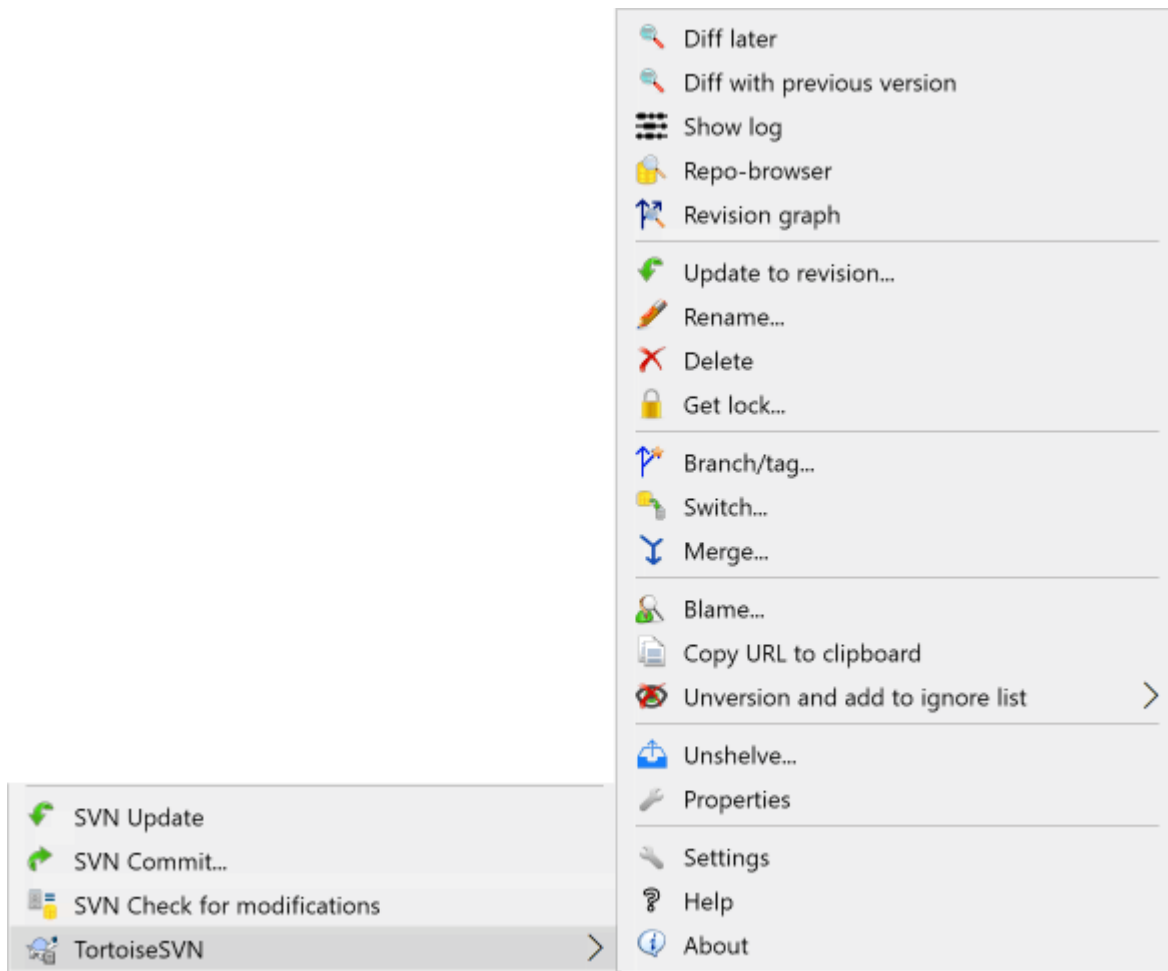 Diff later
Diff with previous version
Show log
Repo-browser
Revision graph
Update to revision...
Rename...
Delete
Get lock...
Branch/tag...
Switch...
Merge...
Blame...
Copy URL to clipboard
Unversion and add to ignore list
Unshelve...
Properties
Settings
Help
About
SVN Update
SVN Commit...
SVN Check for modifications
TortoiseSVN